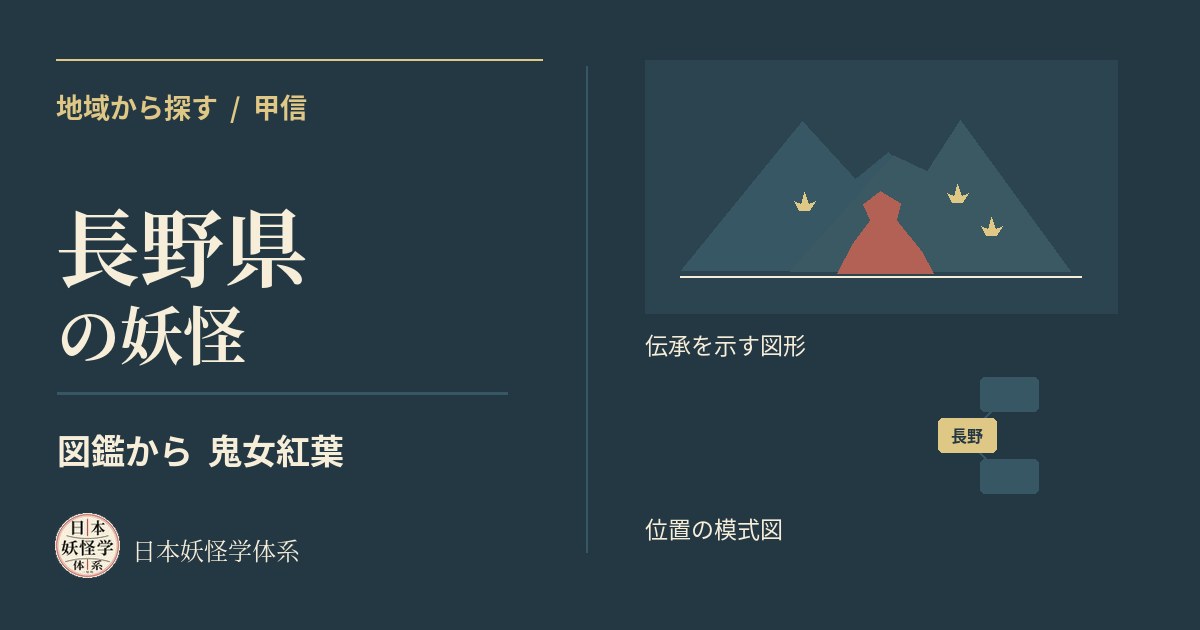 地域から探す / 甲信
長野県
の妖怪
図鑑から 鬼女紅葉
日本
妖怪学
体系
日本妖怪学体系
伝承を示す図形
長野
位置の模式図